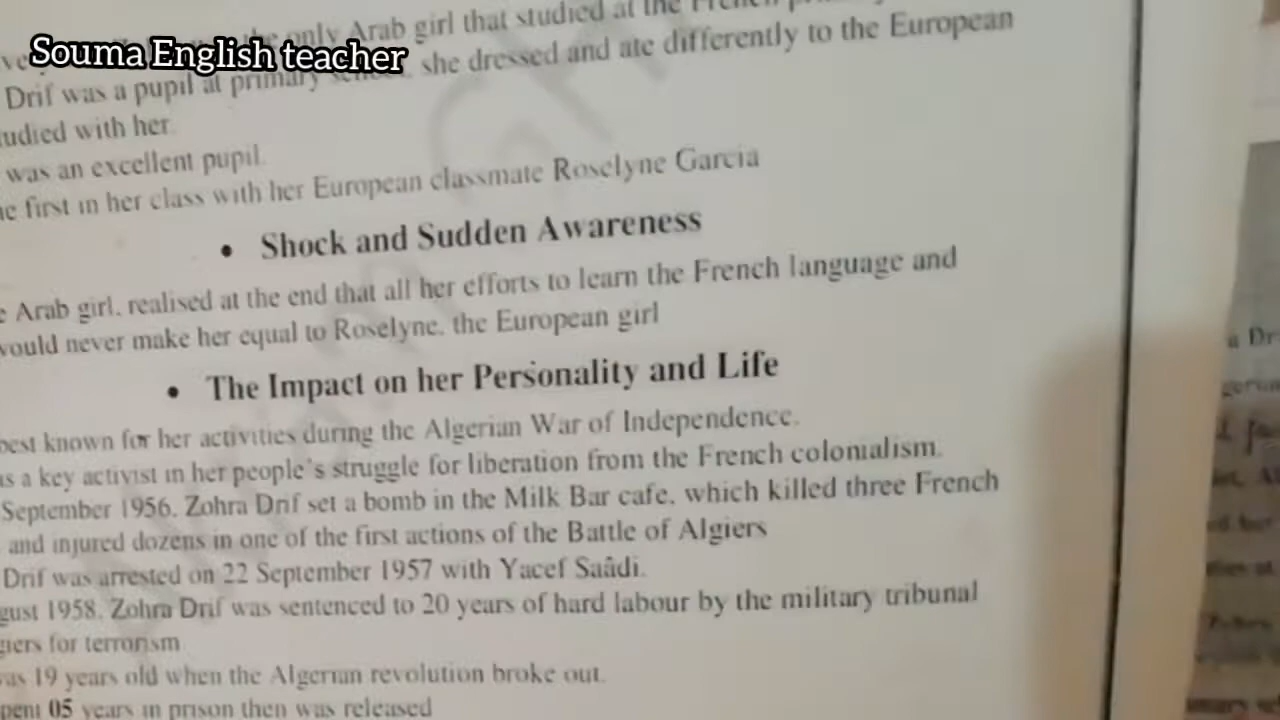 Souma English teacher
only Arab girl that studied at the French
Drif was a pupil at primary she dressed and ate differently to the European
studied with her
was an excellent pupil.
first in her class with her European classmate Roselyne Garcia
• Shock and Sudden Awareness
Arab girl, realised at the end that all her efforts to learn the French language and
would never make her equal to Roselyne, the European girl
• The Impact on her Personality and Life
best known for her activities during the Algerian War of Independence.
as a key activist in her people's struggle for liberation from the French colonialism.
September 1956, Zohra Drif set a bomb in the Milk Bar cafe, which killed three French
and injured dozens in one of the first actions of the Battle of Algiers
Drif was arrested on 22 September 1957 with Yacef Saâdi.
gust 1958, Zohra Drif was sentenced to 20 years of hard labour by the military tribunal
giers for terrorism
was 19 years old when the Algerian revolution broke out.
spent 05 years in prison then was released